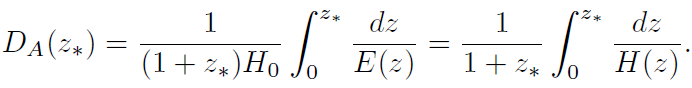 D_A(z_*) = \frac{1}{(1 + z_*)H_0} \int_0^{z_*} \frac{dz}{E(z)} = \frac{1}{1 + z_*} \int_0^{z_*} \frac{dz}{H(z)}.